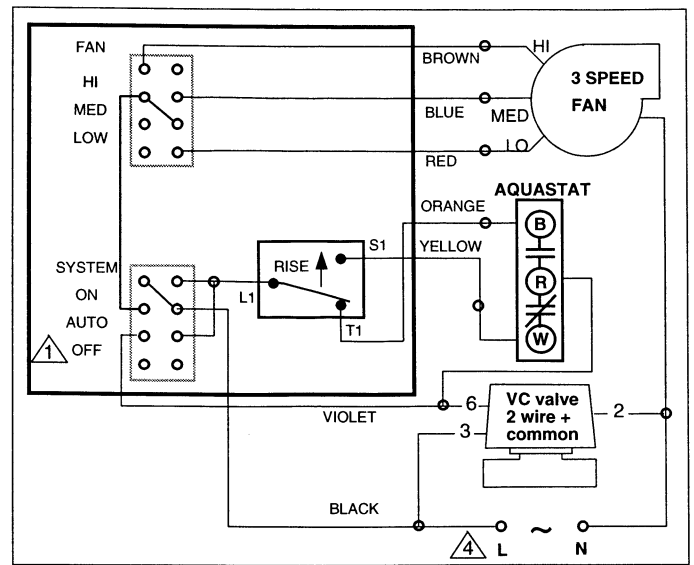 FAN
HI
MED
LOW
BROWN
HI
BLUE
MED
RED
LO
3 SPEED
FAN
AQUASTAT
ORANGE
B
R
W
YELLOW
SYSTEM
ON
AUTO
OFF
1
RISE
S1
L1
T1
VIOLET
6
3
VC valve
2 wire +
common
2
BLACK
4
L
~
N